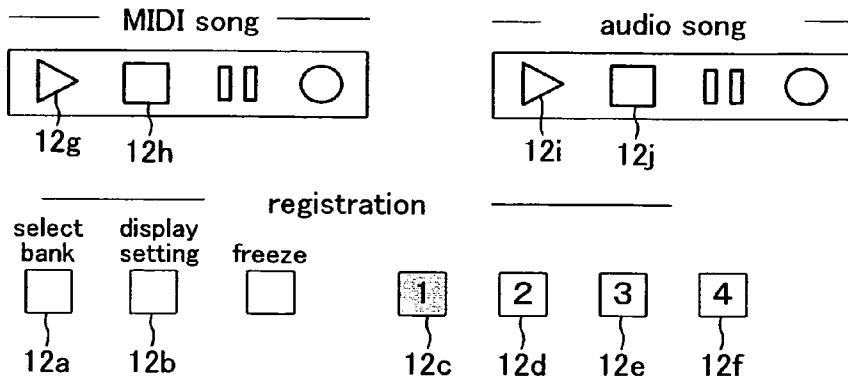 MIDI song
audio song
12g
12h
12i
12j
registration
select bank
display setting
freeze
1
2
3
4
12a
12b
12c
12d
12e
12f